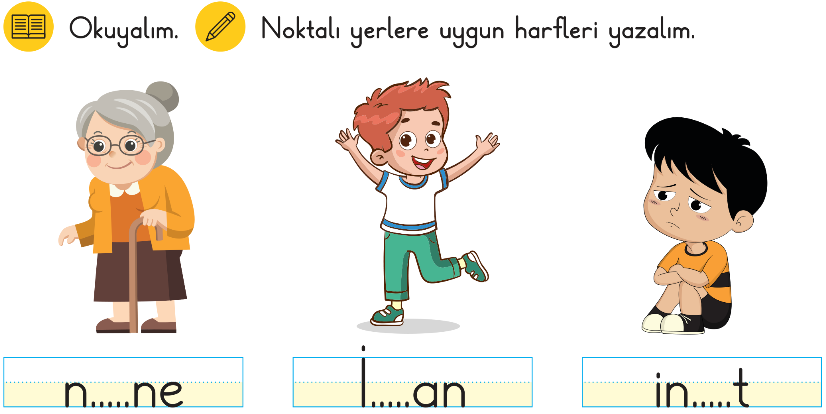 Okuyalım. Noktalı yerlere uygun harfleri yazalım.
n.....ne İ.....an in.....t